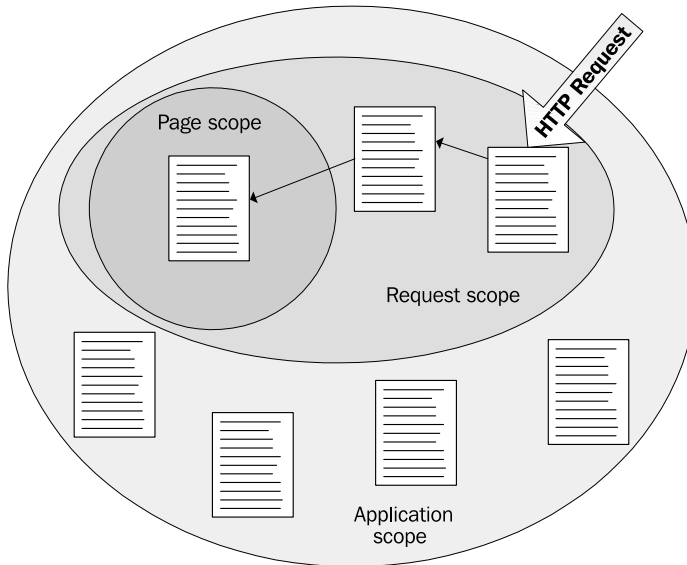 HTTP Request
Page scope
Request scope
Application
scope